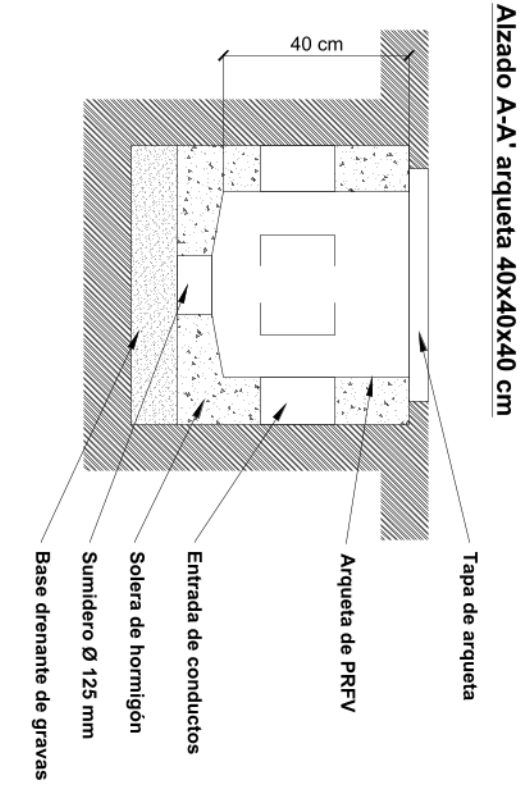 Alzado A-A' arqueta 40x40x40 cm
40 cm
Tapa de arqueta
Arqueta de PRFV
Entrada de conductos
Solera de hormigón
Sumidero Ø 125 mm
Base drenante de gravas